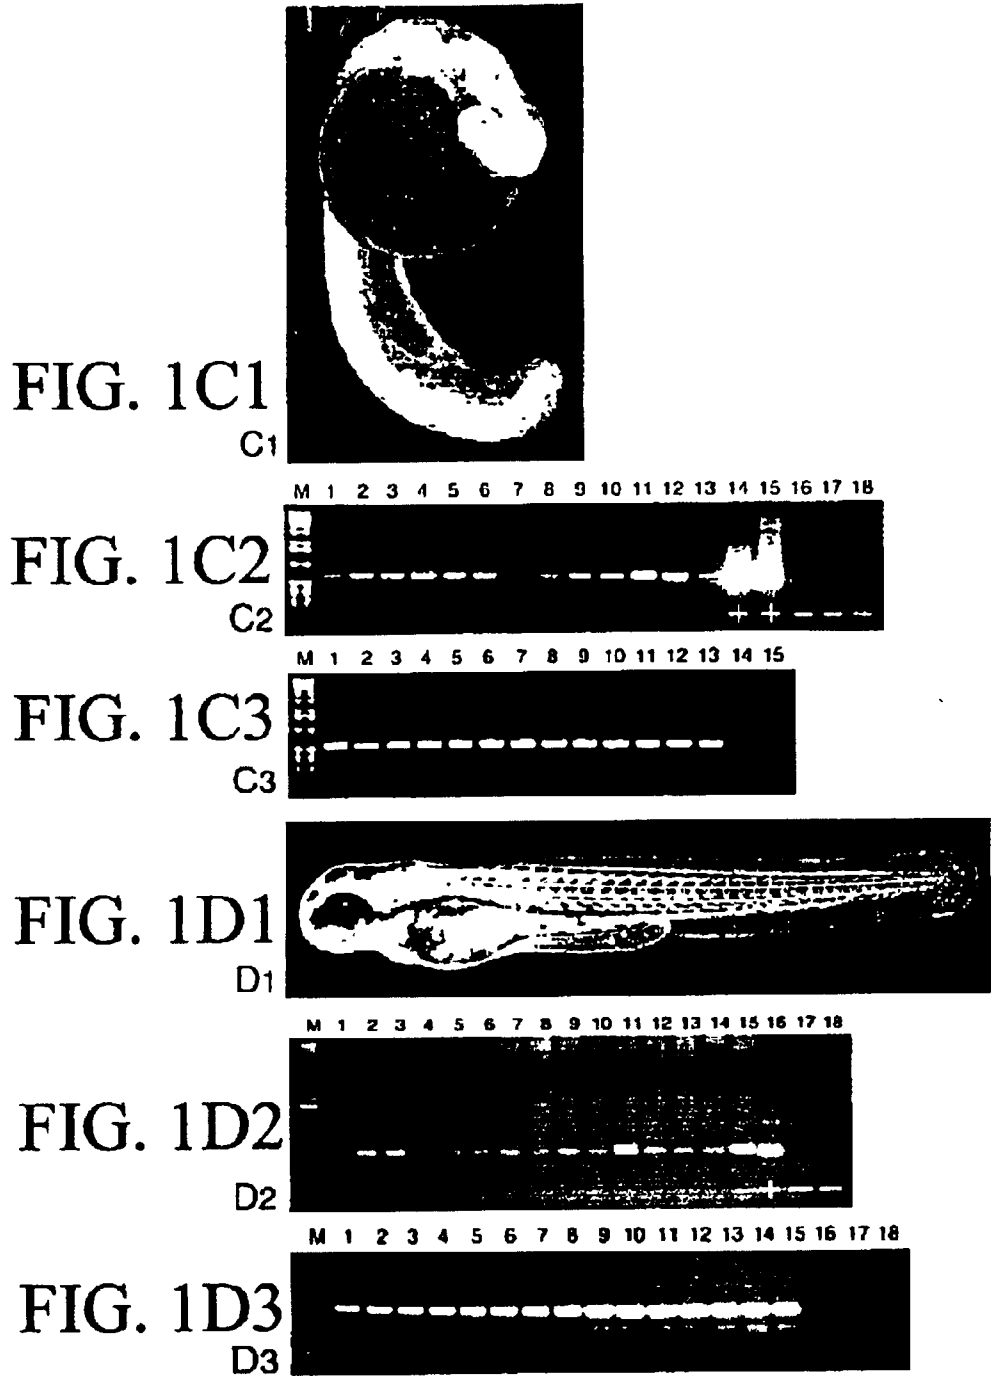 FIG. 1C1
C1
M 1 2 3 4 5 6 7 8 9 10 11 12 13 14 15 16 17 18
FIG. 1C2
C2
+ + – – –
M 1 2 3 4 5 6 7 8 9 10 11 12 13 14 15
FIG. 1C3
C3
FIG. 1D1
D1
M 1 2 3 4 5 6 7 8 9 10 11 12 13 14 15 16 17 18
FIG. 1D2
D2
+ – –
M 1 2 3 4 5 6 7 8 9 10 11 12 13 14 15 16 17 18
FIG. 1D3
D3